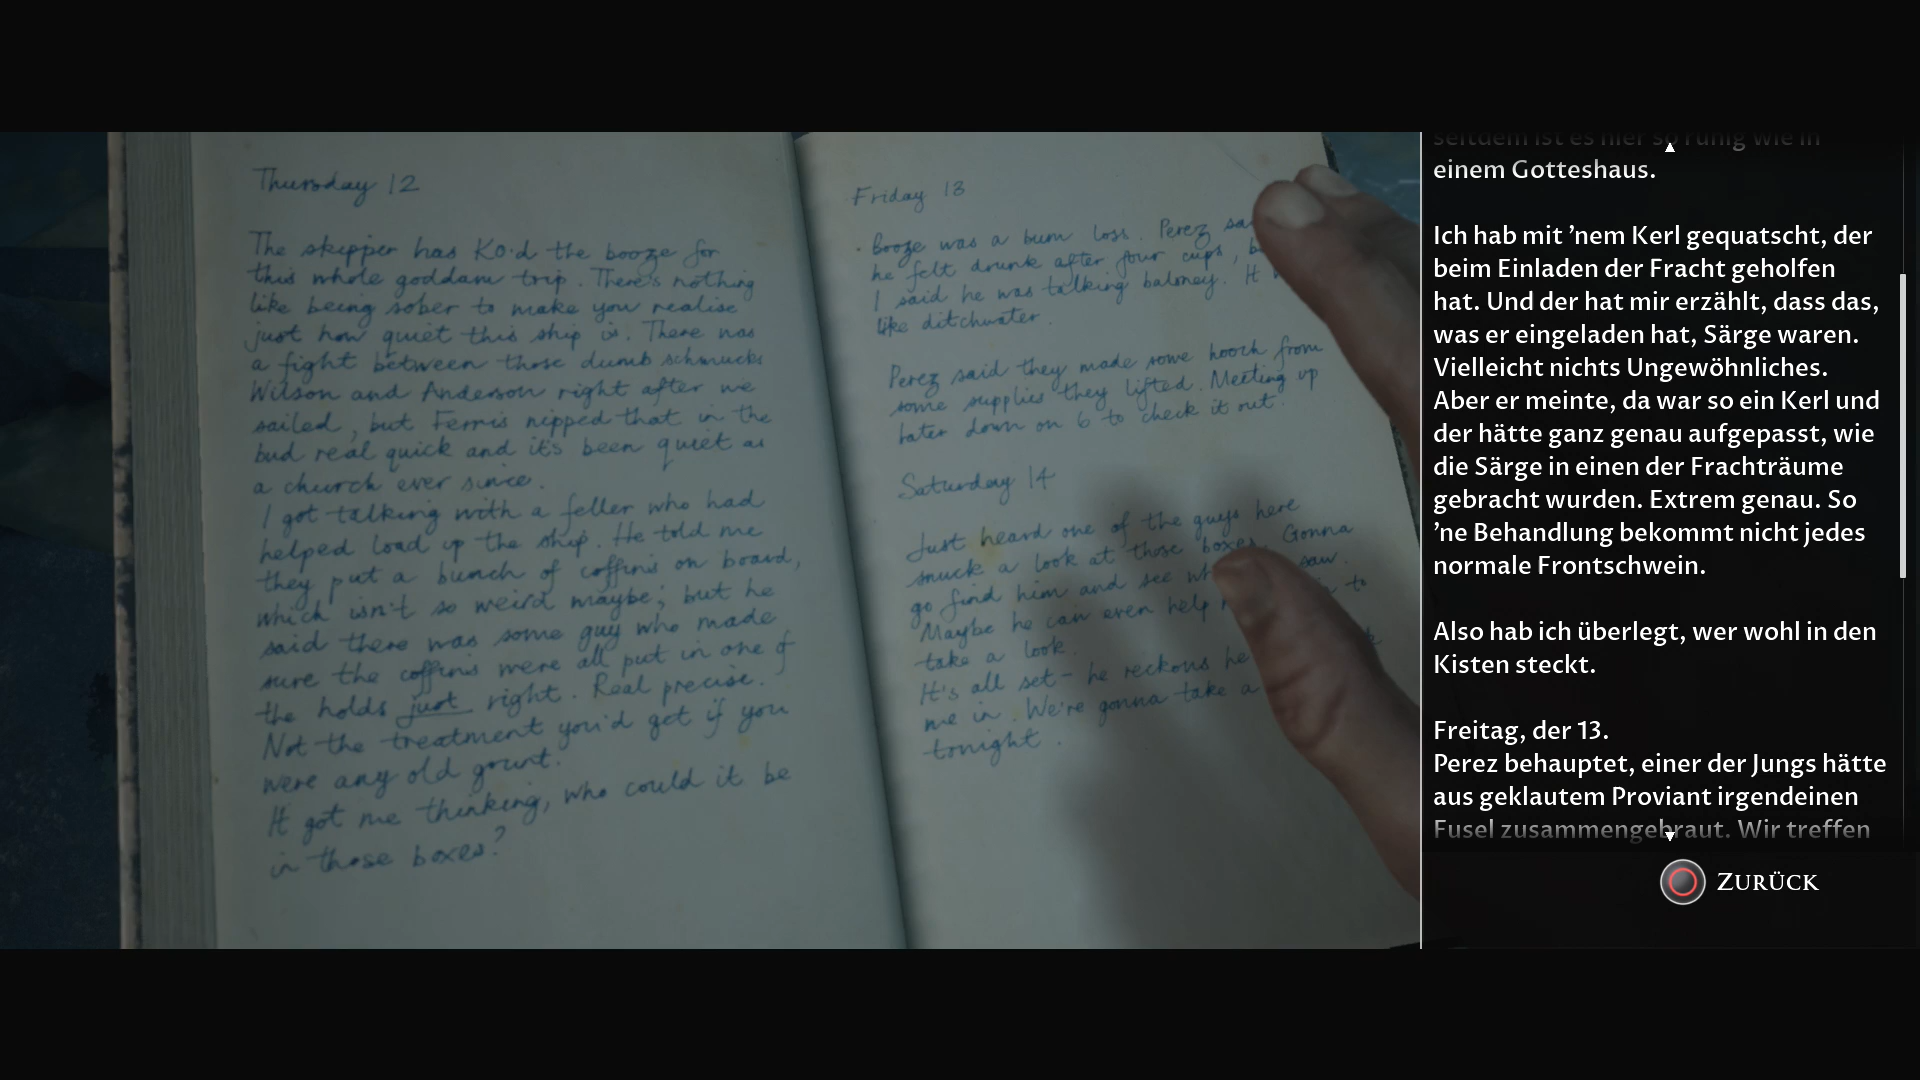 Thursday 12
The skipper has KO'd the booze for
this whole goddam trip. There's nothing
like being sober to make you realise
just how quiet this ship is. There was
a fight between those dumb schmucks
Wilson and Anderson right after we
sailed, but Ferris nipped that in the
bud real quick and it's been quiet as
a church ever since.
I got talking with a feller who had
helped load up the ship. He told me
they put a bunch of coffins on board,
which isn't so weird maybe; but he
said there was some guy who made
sure the coffins were all put in one of
the holds just right. Real precise.
Not the treatment you'd get if you
were any old grunt.
It got me thinking, who could it be
in those boxes?
Friday 13
Booze was a bum loss. Perez
he felt drunk after four cups,
I said he was talking baloney. It
like ditchwater.
Perez said they made some hooch from
some supplies they lifted. Meeting up
later down on 6 to check it out.
Saturday 14
Just heard one of the guys here
snuck a look at those boxes. Gonna
go find him and see saw.
Maybe he can even help to
take a look.
It's all set - he reckons he
me in. We're gonna take a
tonight.
seitdem ist es hier so ruhig wie in
einem Gotteshaus.
Ich hab mit 'nem Kerl gequatscht, der
beim Einladen der Fracht geholfen
hat. Und der hat mir erzählt, dass das,
was er eingeladen hat, Särge waren.
Vielleicht nichts Ungewöhnliches.
Aber er meinte, da war so ein Kerl und
der hätte ganz genau aufgepasst, wie
die Särge in einen der Frachträume
gebracht wurden. Extrem genau. So
'ne Behandlung bekommt nicht jedes
normale Frontschwein.
Also hab ich überlegt, wer wohl in den
Kisten steckt.
Freitag, der 13.
Perez behauptet, einer der Jungs hätte
aus geklautem Proviant irgendeinen
Fusel zusammengebraut. Wir treffen
ZURÜCK